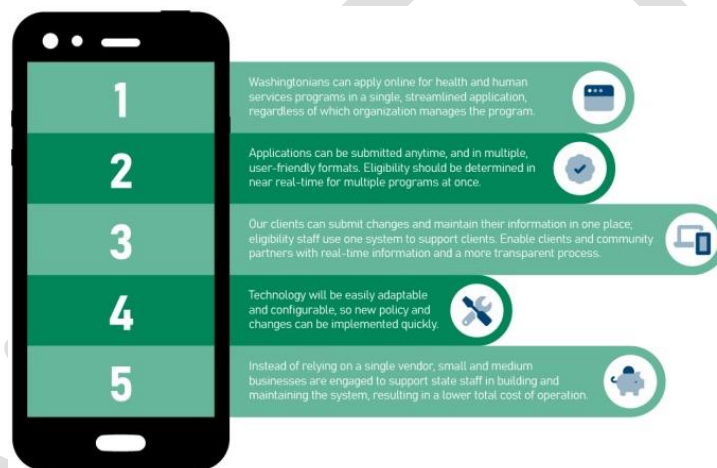 1
Washingtonians can apply online for health and human
services programs in a single, streamlined application,
regardless of which organization manages the program.
2
Applications can be submitted anytime, and in multiple,
user-friendly formats. Eligibility should be determined in
near real-time for multiple programs at once.
3
Our clients can submit changes and maintain their information in one place;
eligibility staff use one system to support clients. Enable clients and community
partners with real-time information and a more transparent process.
4
Technology will be easily adaptable
and configurable, so new policy and
changes can be implemented quickly.
5
Instead of relying on a single vendor, small and medium
businesses are engaged to support state staff in building and
maintaining the system, resulting in a lower total cost of operation.